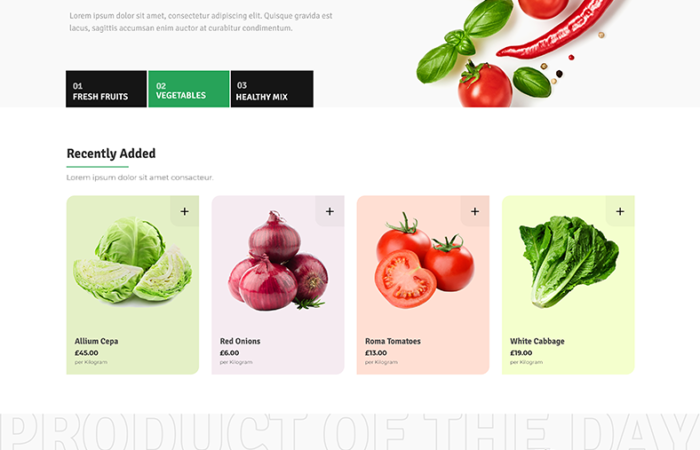 Lorem ipsum dolor sit amet, consectetur adipiscing elit. Quisque gravida est
lacus, sagittis accumsan enim auctor at curabitur condimentum.
01
FRESH FRUITS
02
VEGETABLES
03
HEALTHY MIX
Recently Added
Lorem ipsum dolor sit amet consacteur.
+
+
+
+
Allium Cepa
£45.00
per Kilogram
Red Onions
£6.00
per Kilogram
Roma Tomatoes
£13.00
per Kilogram
White Cabbage
£19.00
per Kilogram
PRODUCT OF THE DAY